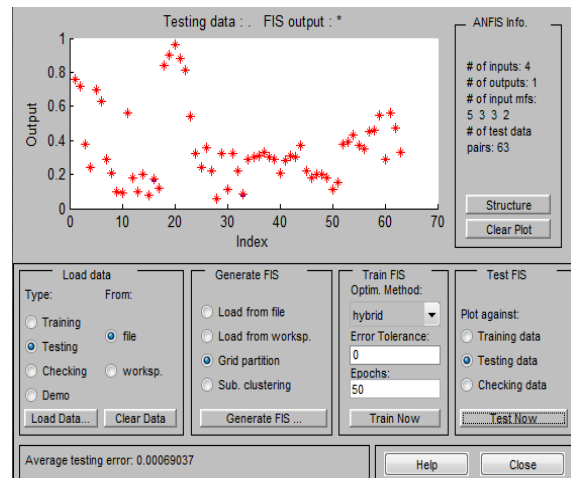 Testing data : .   FIS output : *
1
0.8
0.6
0.4
0.2
0
Output
0 10 20 30 40 50 60 70
Index
ANFIS Info.
# of inputs: 4
# of outputs: 1
# of input mfs:
5 3 3 2
# of test data
pairs: 63
Structure
Clear Plot
Load data
Type: From:
Training
Testing
Checking
Demo
file
worksp.
Load Data... Clear Data
Generate FIS
Load from file
Load from worksp.
Grid partition
Sub. clustering
Generate FIS ...
Train FIS
Optim. Method:
hybrid
Error Tolerance:
0
Epochs:
50
Train Now
Test FIS
Plot against:
Training data
Testing data
Checking data
Test Now
Average testing error: 0.00069037
Help Close